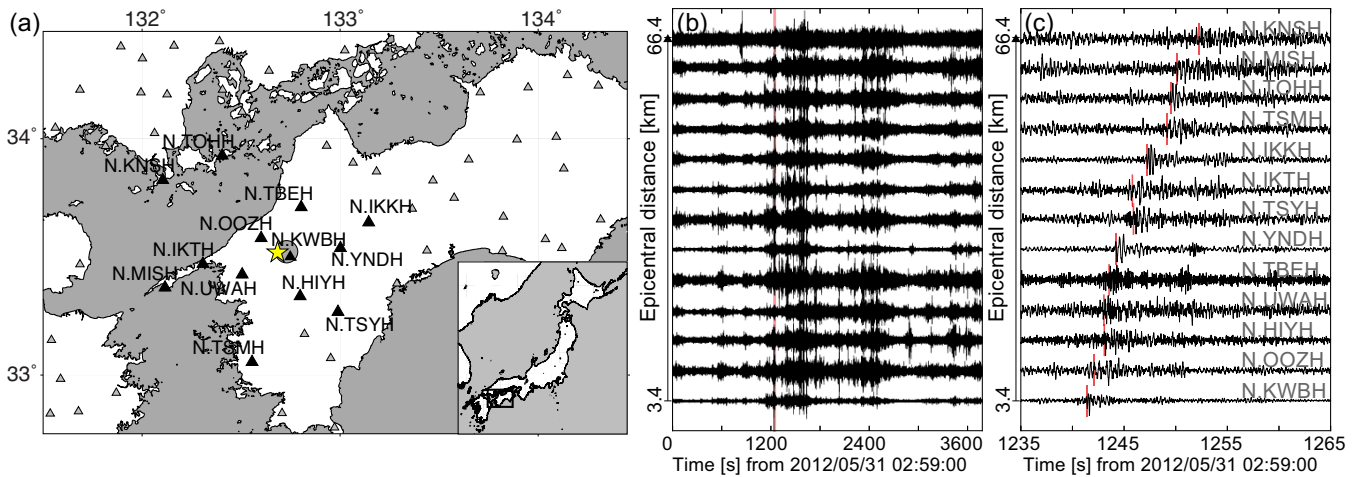 (a)
132˚
133˚
134˚
34˚
33˚
N.TOHH
N.KNSH
N.TBEH
N.IKKH
N.OOZH
N.KWBH
N.IKTH
N.YNDH
N.MISH
N.UWAH
N.HIYH
N.TSYH
N.TSMH
(b)
66.4
Epicentral distance [km]
3.4
0
1200
2400
3600
Time [s] from 2012/05/31 02:59:00
(c)
66.4
Epicentral distance [km]
3.4
N.KNSH
N.MISH
N.TOHH
N.TSMH
N.IKKH
N.IKTH
N.TSYH
N.YNDH
N.TBEH
N.UWAH
N.HIYH
N.OOZH
N.KWBH
1235
1245
1255
1265
Time [s] from 2012/05/31 02:59:00